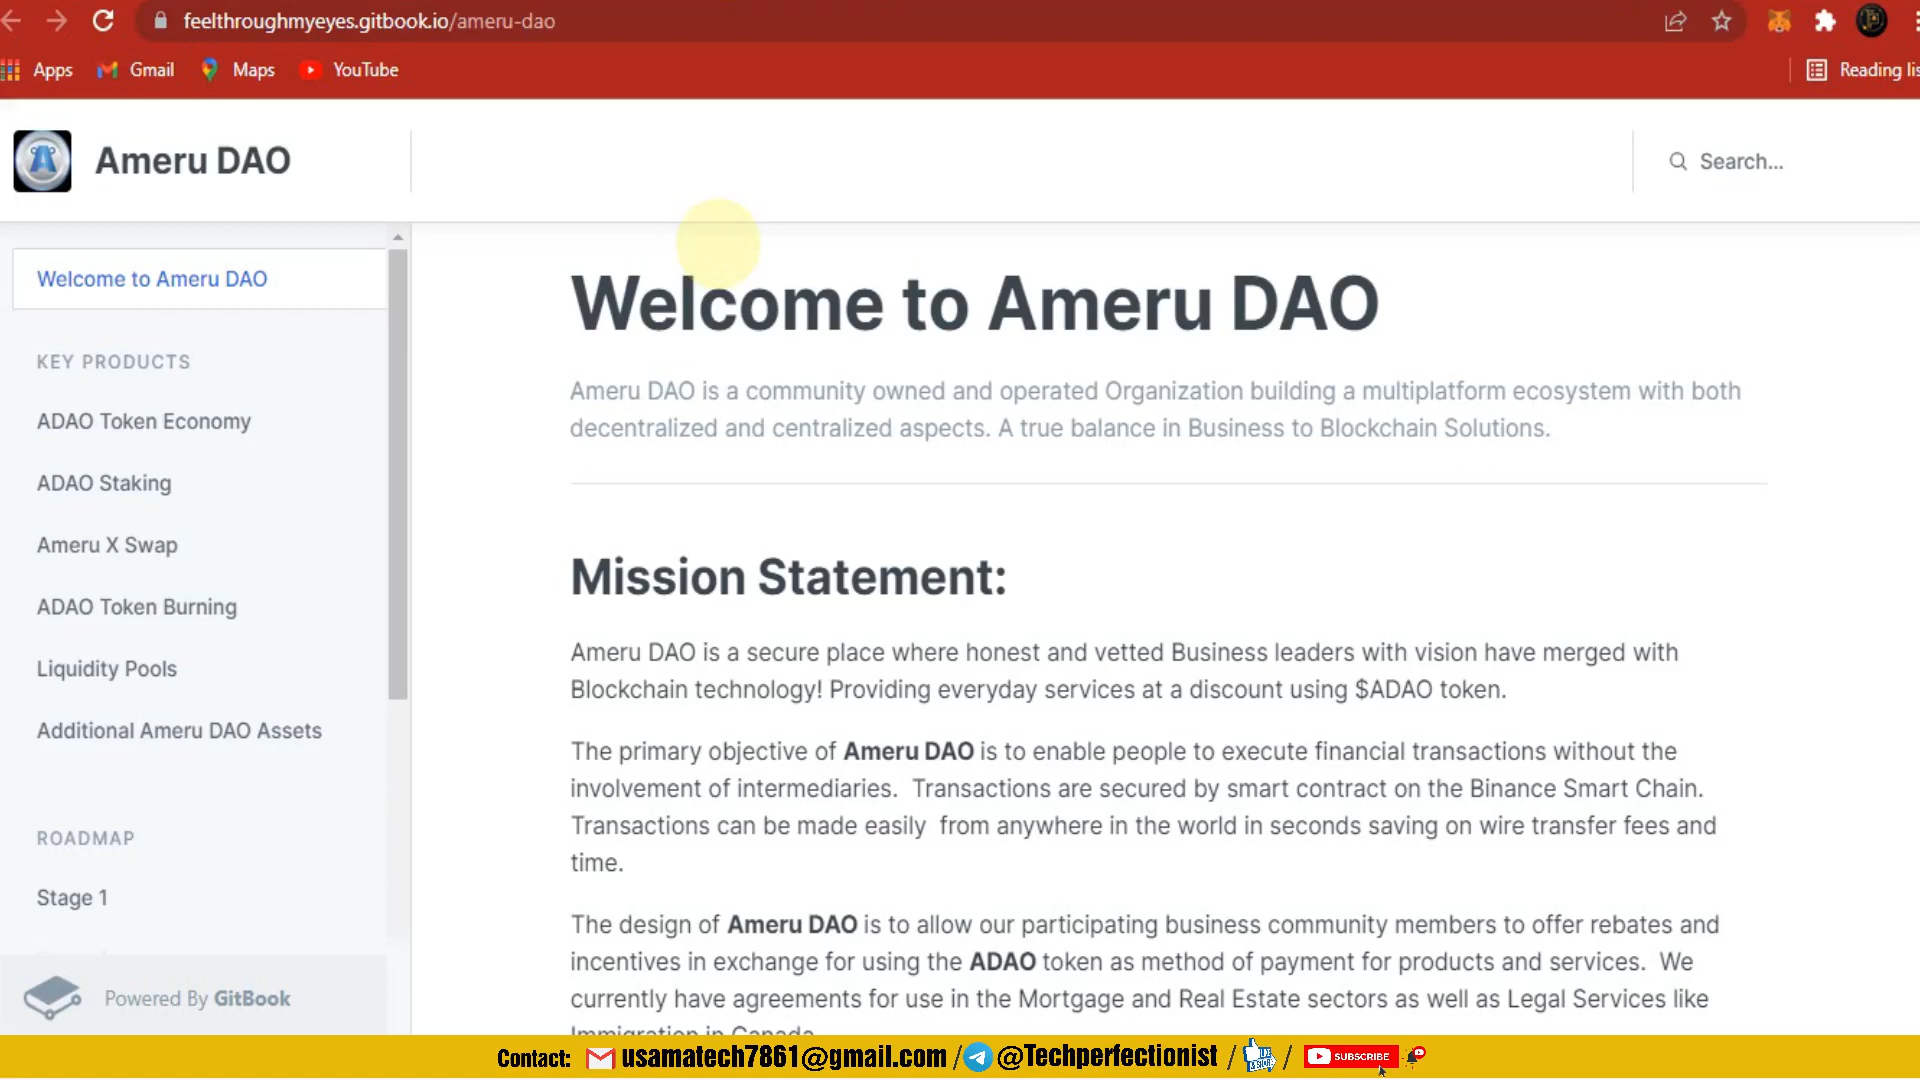 feelthroughmyeyes.gitbook.io/ameru-dao
Apps
Gmail
Maps
YouTube
Reading lis
Ameru DAO
Search...
Welcome to Ameru DAO
KEY PRODUCTS
ADAO Token Economy
ADAO Staking
Ameru X Swap
ADAO Token Burning
Liquidity Pools
Additional Ameru DAO Assets
ROADMAP
Stage 1
Powered By GitBook
Welcome to Ameru DAO
Ameru DAO is a community owned and operated Organization building a multiplatform ecosystem with both
decentralized and centralized aspects. A true balance in Business to Blockchain Solutions.
Mission Statement:
Ameru DAO is a secure place where honest and vetted Business leaders with vision have merged with
Blockchain technology! Providing everyday services at a discount using $ADAO token.
The primary objective of Ameru DAO is to enable people to execute financial transactions without the
involvement of intermediaries.  Transactions are secured by smart contract on the Binance Smart Chain.
Transactions can be made easily  from anywhere in the world in seconds saving on wire transfer fees and
time.
The design of Ameru DAO is to allow our participating business community members to offer rebates and
incentives in exchange for using the ADAO token as method of payment for products and services.  We
currently have agreements for use in the Mortgage and Real Estate sectors as well as Legal Services like
Immigration in Canada
Contact: usamatech7861@gmail.com / @Techperfectionist / / SUBSCRIBE